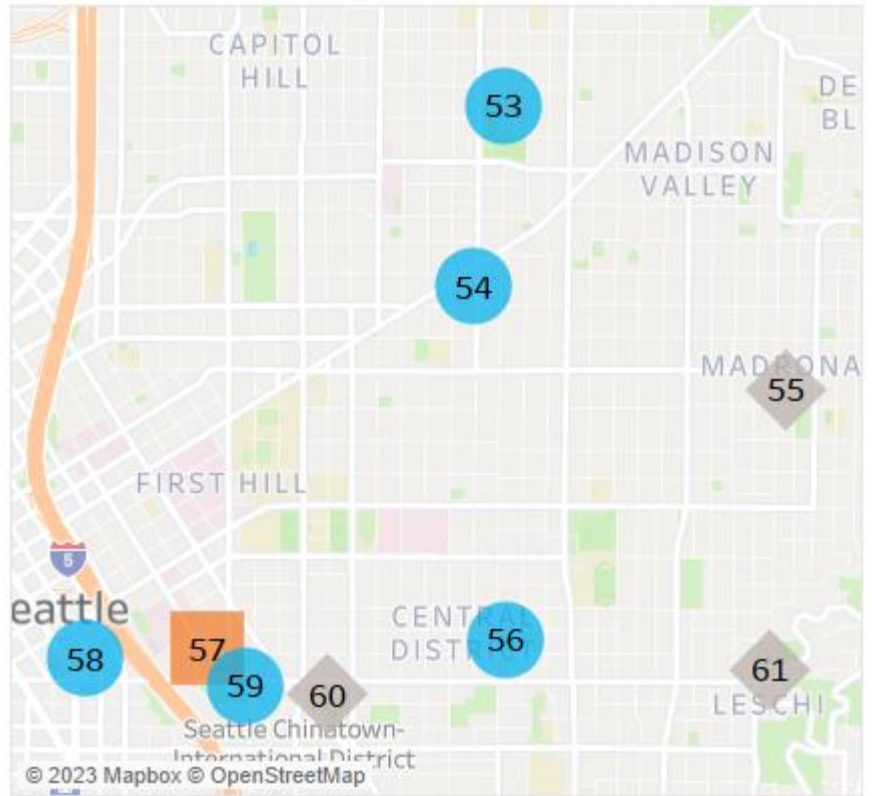 CAPITOL
HILL
53
DE
BL
MADISON
VALLEY
54
MADRONA
55
FIRST HILL
5
eattle
CENTRAL
DISTRICT
56
57
58
59
60
61
LESCHI
Seattle Chinatown-
International District
© 2023 Mapbox © OpenStreetMap